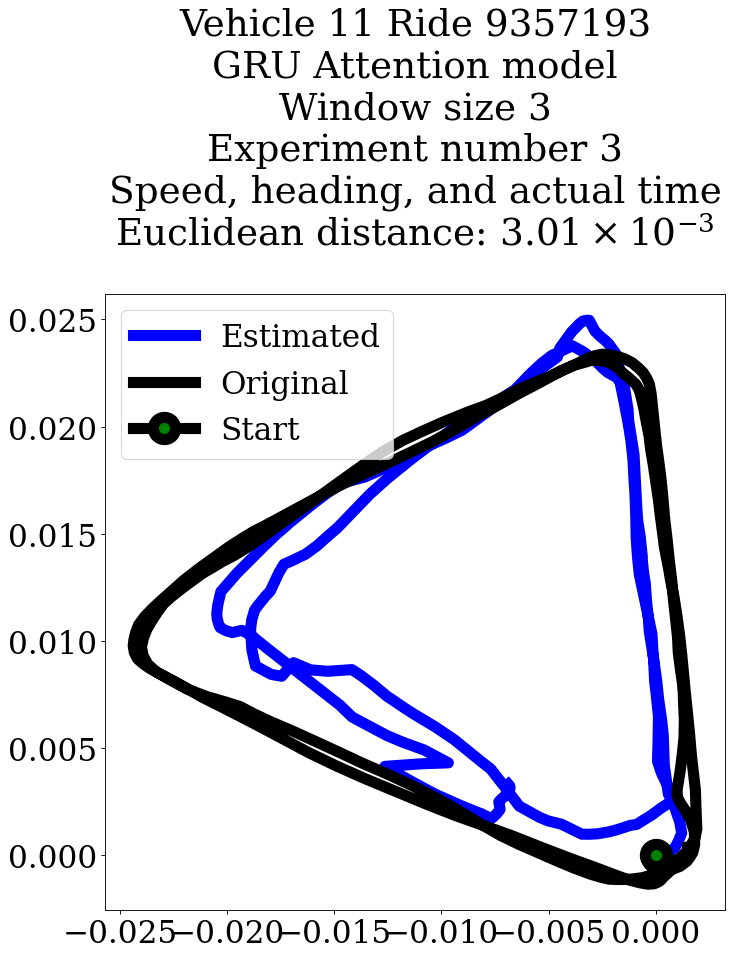 Vehicle 11 Ride 9357193
GRU Attention model
Window size 3
Experiment number 3
Speed, heading, and actual time
Euclidean distance: 3.01 × 10⁻³
0.025
Estimated
Original
0.020
Start
0.015
0.010
0.005
0.000
−0.025 −0.020 −0.015 −0.010 −0.005 0.000